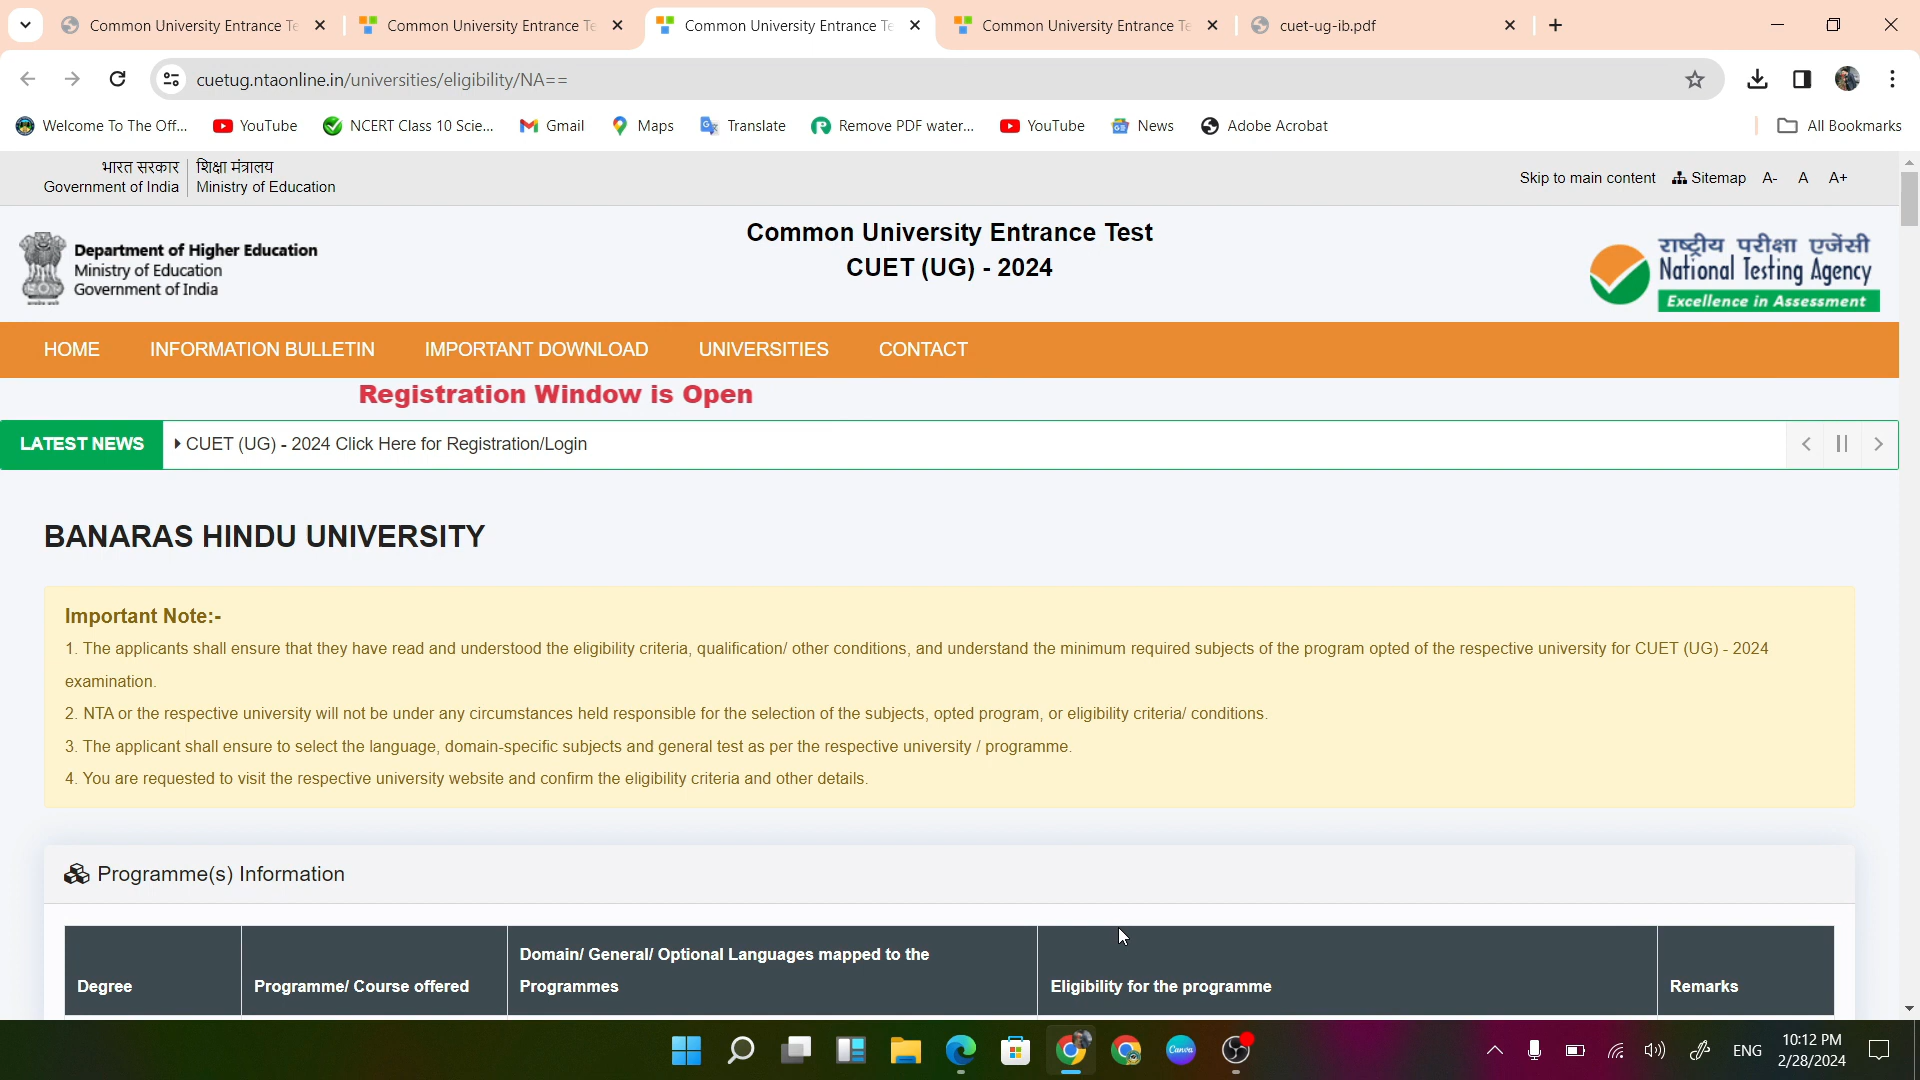 Common University Entrance Te
Common University Entrance Te
Common University Entrance Te
Common University Entrance Te
cuet-ug-ib.pdf
cuetug.ntaonline.in/universities/eligibility/NA==
Welcome To The Off...
YouTube
NCERT Class 10 Scie...
Gmail
Maps
Translate
Remove PDF water...
YouTube
News
Adobe Acrobat
All Bookmarks
भारत सरकार
Government of India
शिक्षा मंत्रालय
Ministry of Education
Skip to main content
Sitemap
A- A A+
Department of Higher Education
Ministry of Education
Government of India
Common University Entrance Test
CUET (UG) - 2024
राष्ट्रीय परीक्षा एजेंसी
National Testing Agency
Excellence in Assessment
HOME
INFORMATION BULLETIN
IMPORTANT DOWNLOAD
UNIVERSITIES
CONTACT
Registration Window is Open
LATEST NEWS
CUET (UG) - 2024 Click Here for Registration/Login
BANARAS HINDU UNIVERSITY
Important Note:-
1. The applicants shall ensure that they have read and understood the eligibility criteria, qualification/ other conditions, and understand the minimum required subjects of the program opted of the respective university for CUET (UG) - 2024
examination.
2. NTA or the respective university will not be under any circumstances held responsible for the selection of the subjects, opted program, or eligibility criteria/ conditions.
3. The applicant shall ensure to select the language, domain-specific subjects and general test as per the respective university / programme.
4. You are requested to visit the respective university website and confirm the eligibility criteria and other details.
Programme(s) Information
Degree
Programme/ Course offered
Domain/ General/ Optional Languages mapped to the
Programmes
Eligibility for the programme
Remarks
Canva
ENG
10:12 PM
2/28/2024